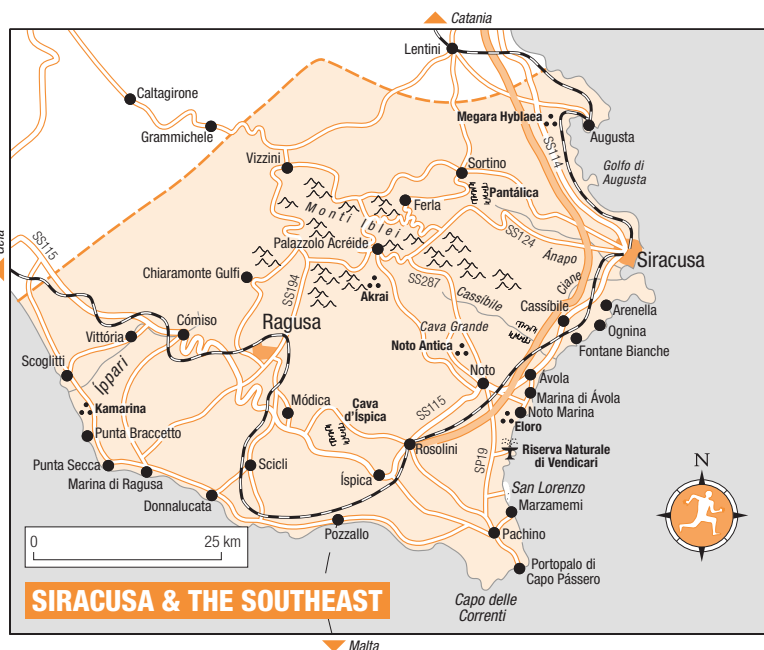 Catania
Lentini
Caltagirone
Megara Hyblaea
Augusta
Grammichele
SS114
Golfo di
Augusta
Vizzini
Sortino
Pantálica
Ferla
Monti Iblei
SS115
SS124
Ánapo
Siracusa
Palazzolo Acréide
Gela
Chiaramonte Gulfi
SS194
Akrai
SS287
Ciane
Cassibile
Cassíbile
Arenella
Ognina
Cómiso
Ragusa
Cava Grande
Vittória
Noto Antica
Fontane Bianche
Scoglitti
Íppari
Noto
Ávola
Marina di Ávola
Kamarina
Módica
Cava
d'Íspica
SS115
Noto Marina
Eloro
Punta Braccetto
Rosolini
Riserva Naturale
di Vendicari
N
Punta Secca
Marina di Ragusa
Scicli
Íspica
SP19
San Lorenzo
Donnalucata
Marzamemi
Pozzallo
Pachino
0 25 km
Portopalo di
Capo Pássero
SIRACUSA & THE SOUTHEAST
Capo delle
Correnti
Malta